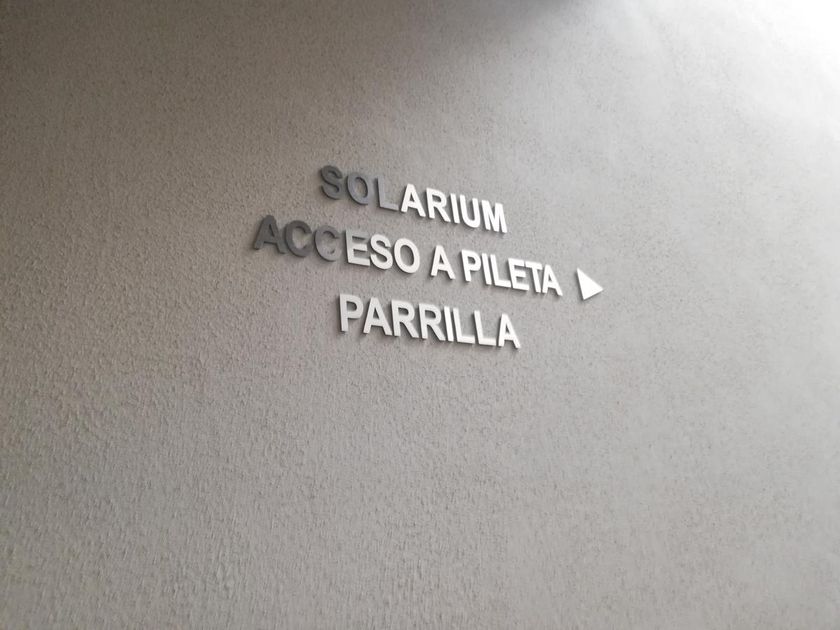 SOLARIUM
ACCESO A PILETA ▶
PARRILLA